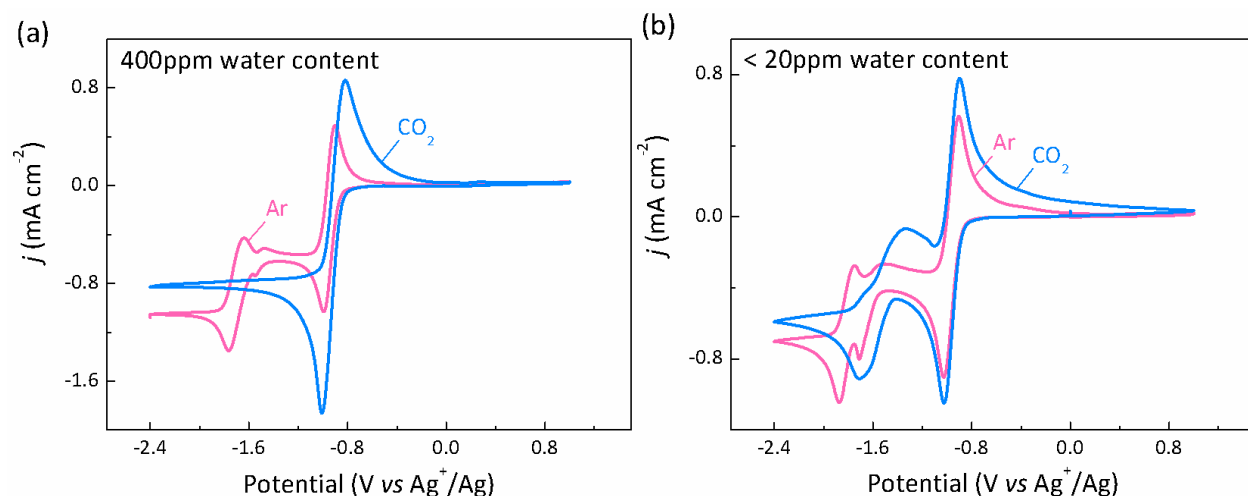 (a)
400ppm water content
CO₂
Ar
j (mA cm⁻²)
0.8
0.0
-0.8
-1.6
-2.4 -1.6 -0.8 0.0 0.8
Potential (V vs Ag⁺/Ag)
(b)
< 20ppm water content
CO₂
Ar
j (mA cm⁻²)
0.8
0.0
-0.8
-2.4 -1.6 -0.8 0.0 0.8
Potential (V vs Ag⁺/Ag)